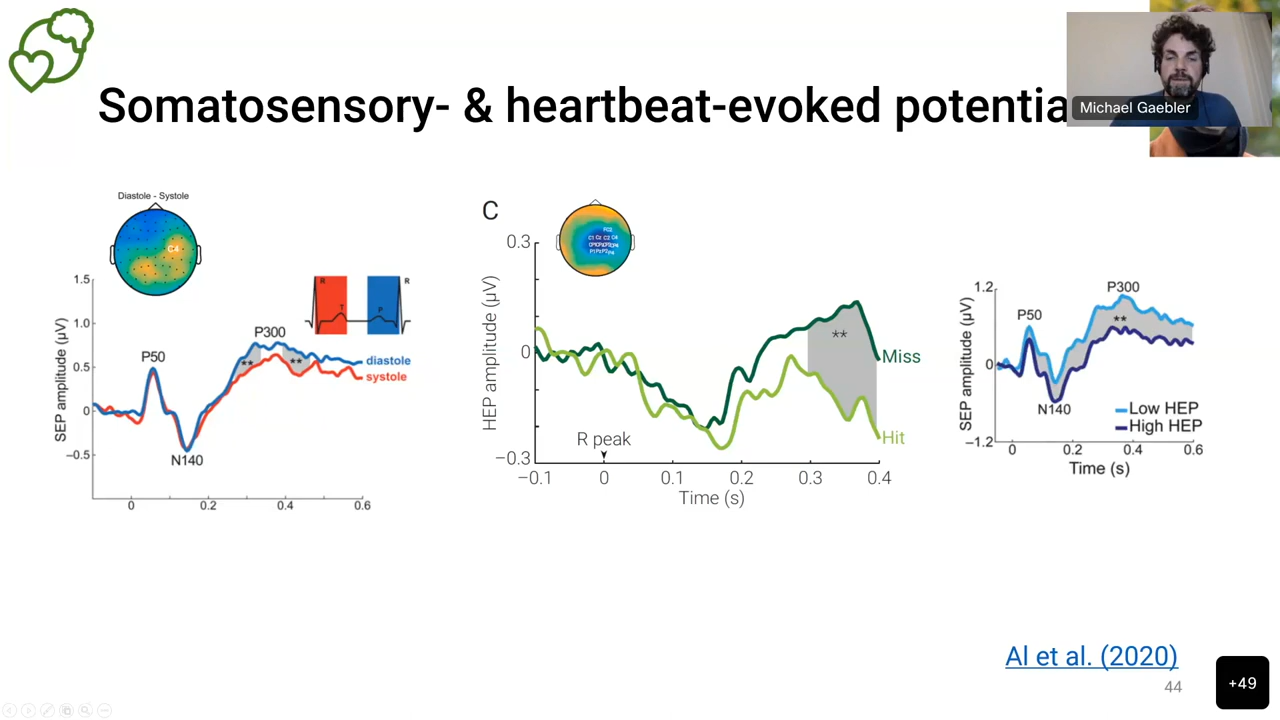 Somatosensory- & heartbeat-evoked potentia
Michael Gaebler
Diastole - Systole
C4
1.5
1.0
0.5
0
−0.5
SEP amplitude (µV)
P50
N140
P300
** **
R T P R
diastole
systole
0 0.2 0.4 0.6
C
0.3
0
−0.3
HEP amplitude (µV)
**
Miss
Hit
R peak
−0.1 0 0.1 0.2 0.3 0.4
Time (s)
1.2
0
−1.2
SEP amplitude (µV)
P50
N140
P300
**
Low HEP
High HEP
0 0.2 0.4 0.6
Time (s)
Al et al. (2020)
44
+49